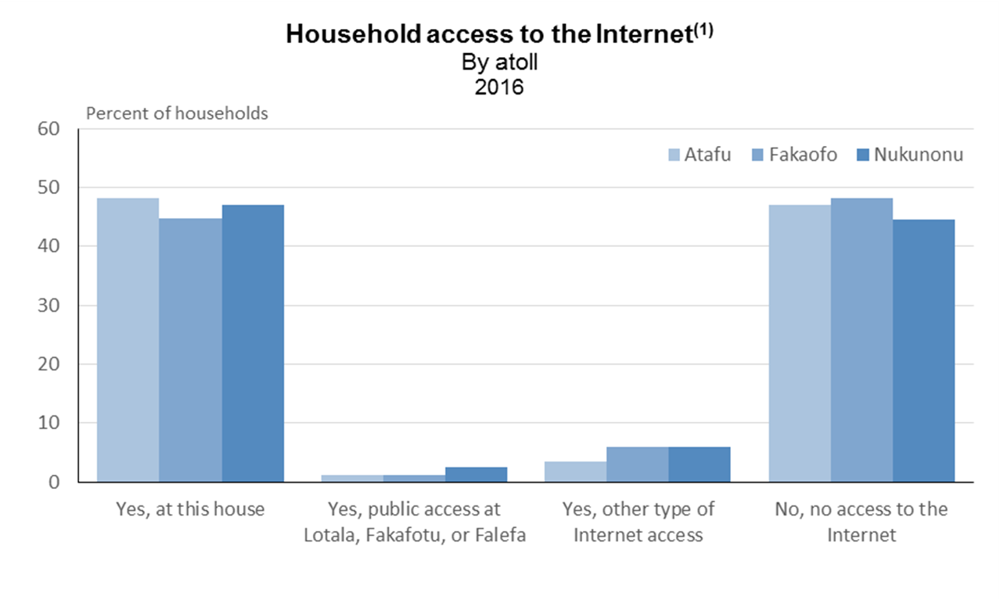 Household access to the Internet(1)
By atoll
2016
Percent of households
60
Atafu Fakaofo Nukunonu
50
40
30
20
10
0
Yes, at this house
Yes, public access at
Lotala, Fakafotu, or Falefa
Yes, other type of
Internet access
No, no access to the
Internet